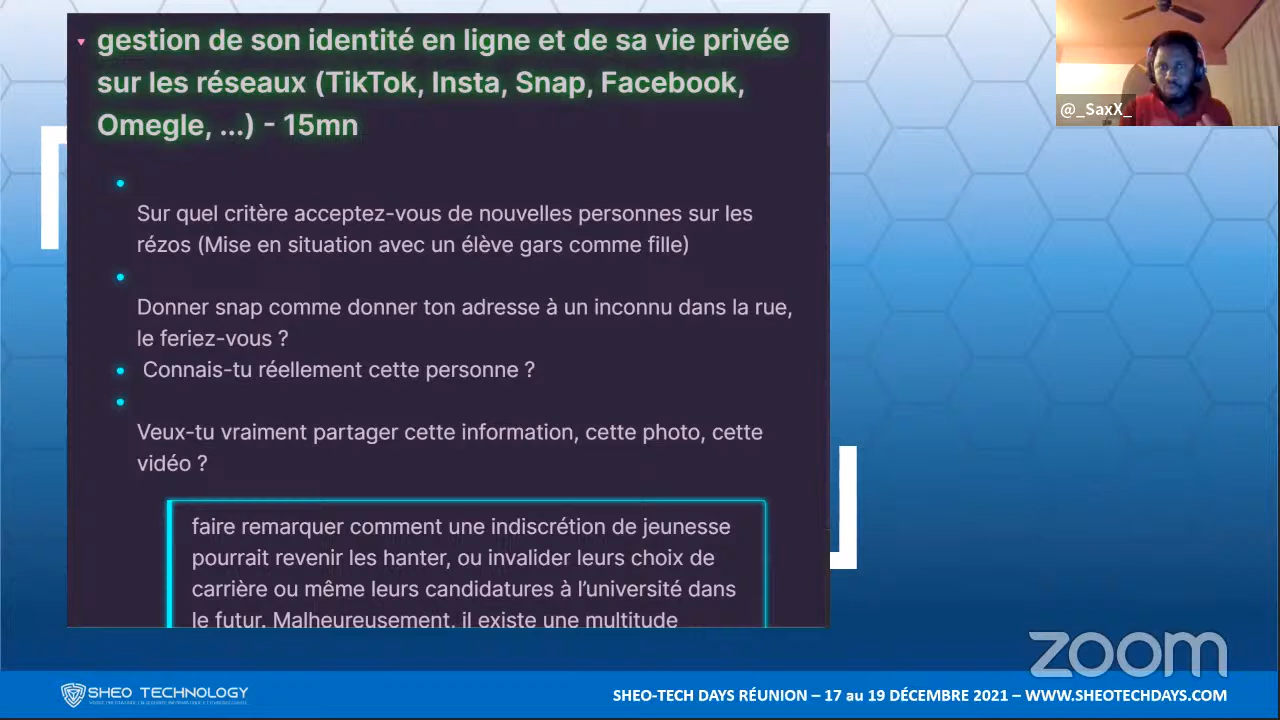 gestion de son identité en ligne et de sa vie privée
sur les réseaux (TikTok, Insta, Snap, Facebook,
Omegle, ...) - 15mn
Sur quel critère acceptez-vous de nouvelles personnes sur les
rézos (Mise en situation avec un élève gars comme fille)
Donner snap comme donner ton adresse à un inconnu dans la rue,
le feriez-vous ?
Connais-tu réellement cette personne ?
Veux-tu vraiment partager cette information, cette photo, cette
vidéo ?
faire remarquer comment une indiscrétion de jeunesse
pourrait revenir les hanter, ou invalider leurs choix de
carrière ou même leurs candidatures à l'université dans
le futur. Malheureusement, il existe une multitude
@_SaxX_
zoom
SHEO TECHNOLOGY
SHEO-TECH DAYS RÉUNION – 17 au 19 DÉCEMBRE 2021 – WWW.SHEOTECHDAYS.COM